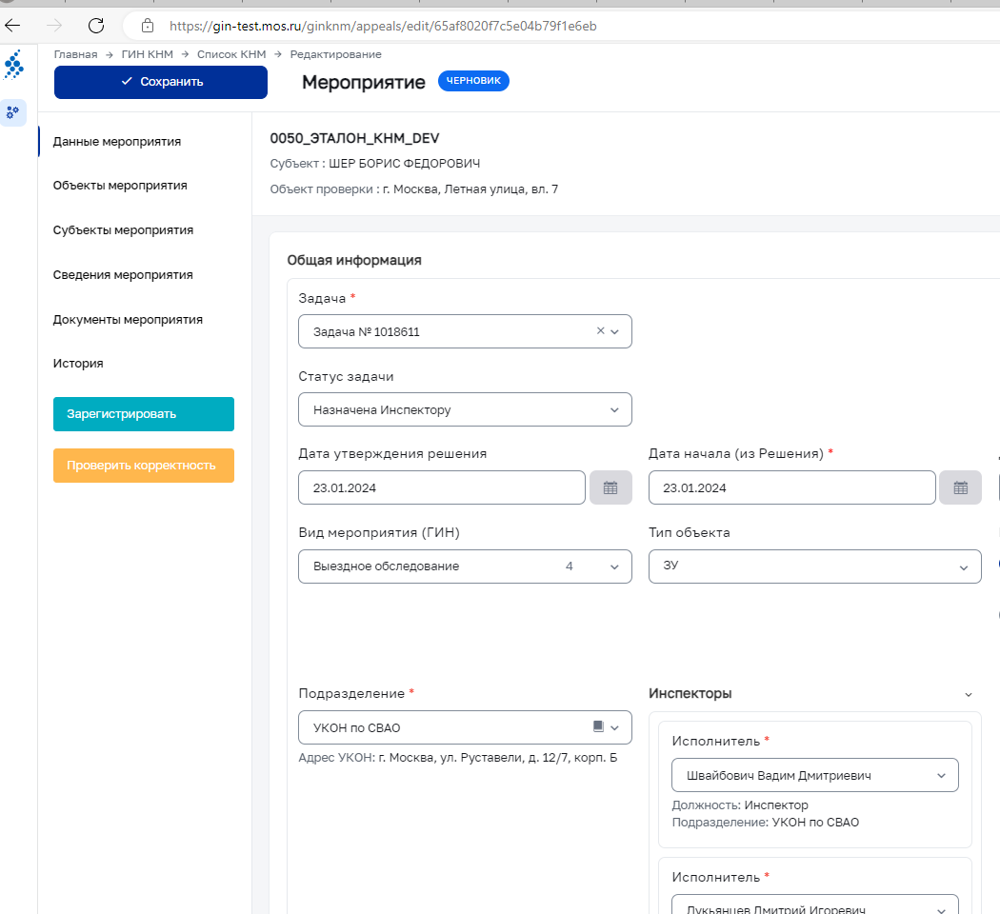 https://gin-test.mos.ru/ginknm/appeals/edit/65af8020f7c5e04b79f1e6eb
Главная → ГИН КНМ → Список КНМ → Редактирование
Сохранить
Мероприятие
ЧЕРНОВИК
Данные мероприятия
Объекты мероприятия
Субъекты мероприятия
Сведения мероприятия
Документы мероприятия
История
Зарегистрировать
Проверить корректность
0050_ЭТАЛОН_КНМ_DEV
Субъект : ШЕР БОРИС ФЕДОРОВИЧ
Объект проверки : г. Москва, Летная улица, вл. 7
Общая информация
Задача *
Задача № 1018611
Статус задачи
Назначена Инспектору
Дата утверждения решения
23.01.2024
Дата начала (из Решения) *
23.01.2024
Вид мероприятия (ГИН)
Выездное обследование 4
Тип объекта
ЗУ
Подразделение *
УКОН по СВАО
Адрес УКОН: г. Москва, ул. Руставели, д. 12/7, корп. Б
Инспекторы
Исполнитель *
Швайбович Вадим Дмитриевич
Должность: Инспектор
Подразделение: УКОН по СВАО
Исполнитель *
Лукьянцев Дмитрий Игоревич